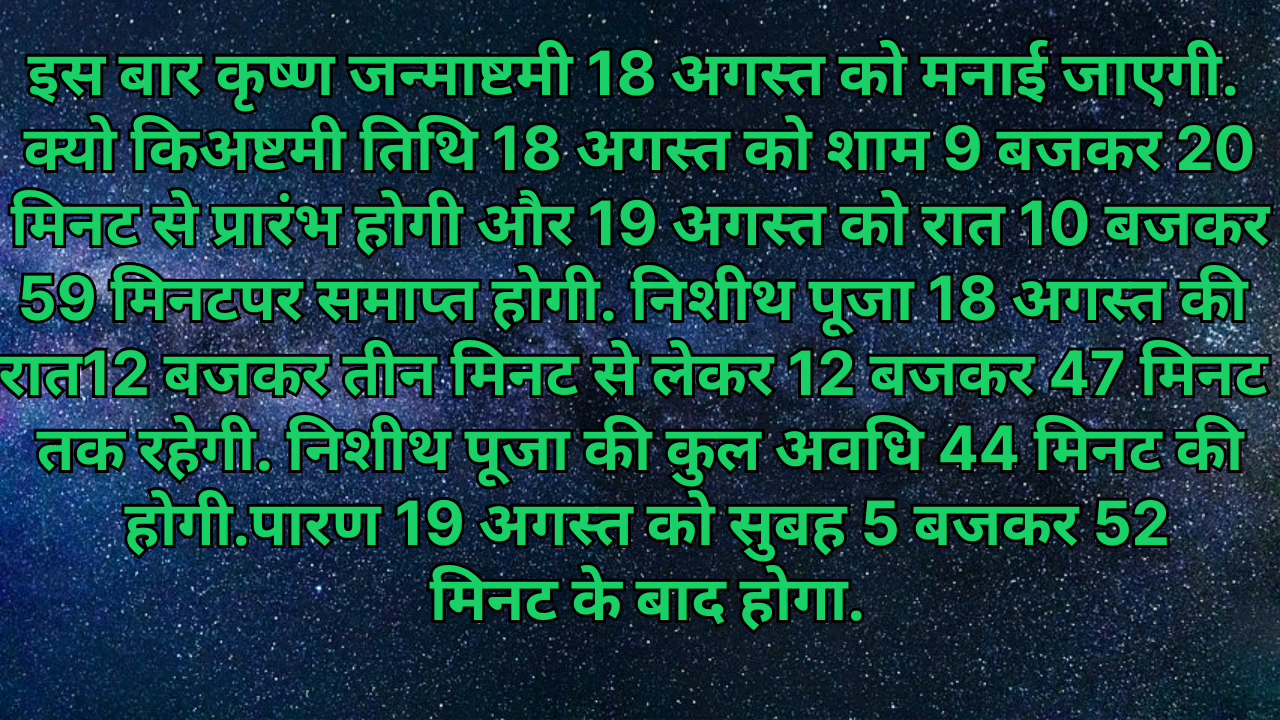 इस बार कृष्ण जन्माष्टमी 18 अगस्त को मनाई जाएगी.
क्यो किअष्टमी तिथि 18 अगस्त को शाम 9 बजकर 20
मिनट से प्रारंभ होगी और 19 अगस्त को रात 10 बजकर
59 मिनटपर समाप्त होगी. निशीथ पूजा 18 अगस्त की
रात12 बजकर तीन मिनट से लेकर 12 बजकर 47 मिनट
तक रहेगी. निशीथ पूजा की कुल अवधि 44 मिनट की
होगी.पारण 19 अगस्त को सुबह 5 बजकर 52
मिनट के बाद होगा.